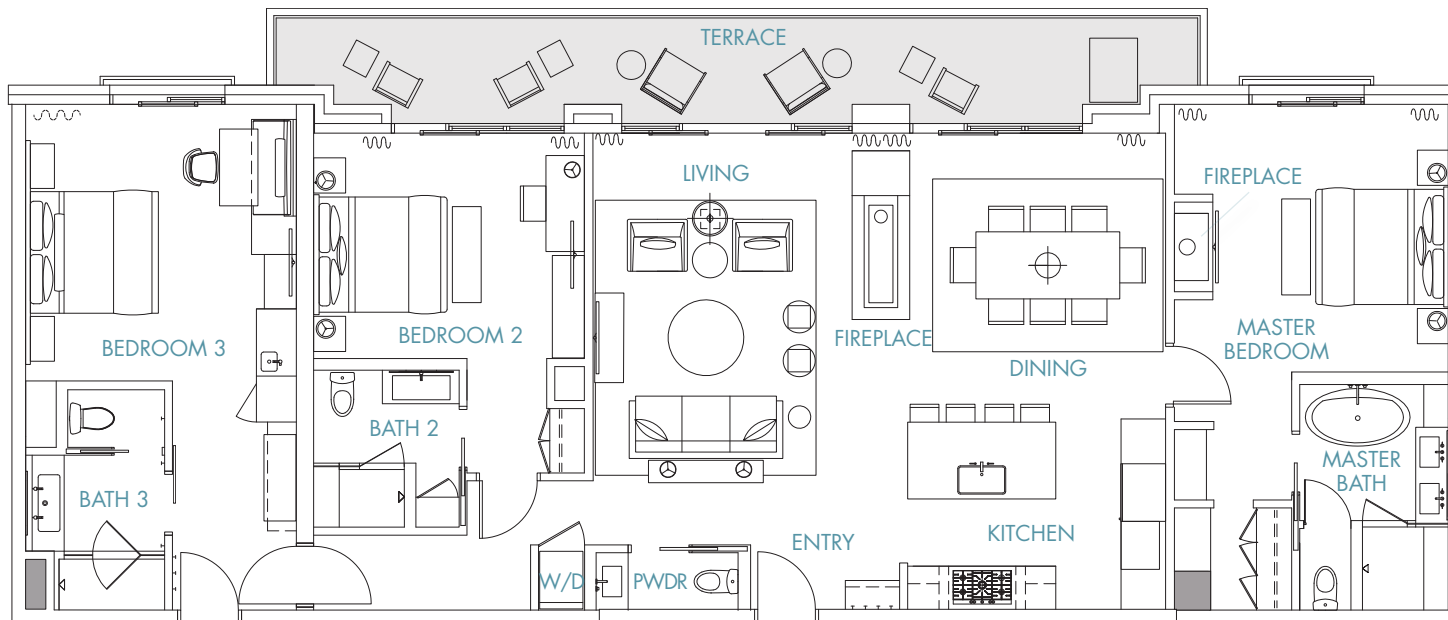 TERRACE
LIVING
FIREPLACE
BEDROOM 3
BEDROOM 2
FIREPLACE
MASTER
BEDROOM
DINING
BATH 2
BATH 3
MASTER
BATH
ENTRY
KITCHEN
W/D
PWDR